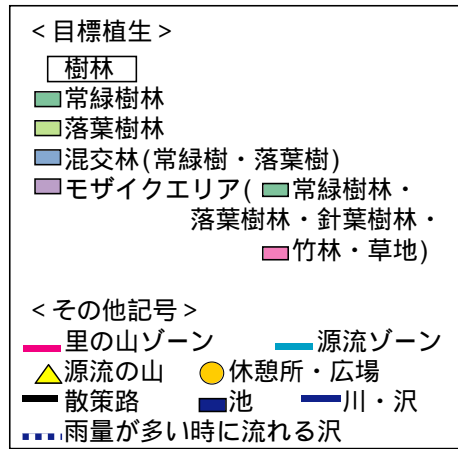 <目標植生>
樹林
常緑樹林
落葉樹林
混交林(常緑樹・落葉樹)
モザイクエリア(常緑樹林・
落葉樹林・針葉樹林・
竹林・草地)
<その他記号>
里の山ゾーン 源流ゾーン
源流の山 休憩所・広場
散策路 池 川・沢
雨量が多い時に流れる沢